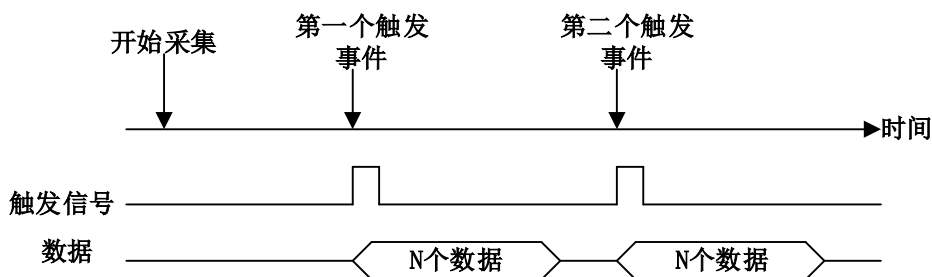 开始采集
第一个触发
事件
第二个触发
事件
时间
触发信号
数据
N个数据
N个数据